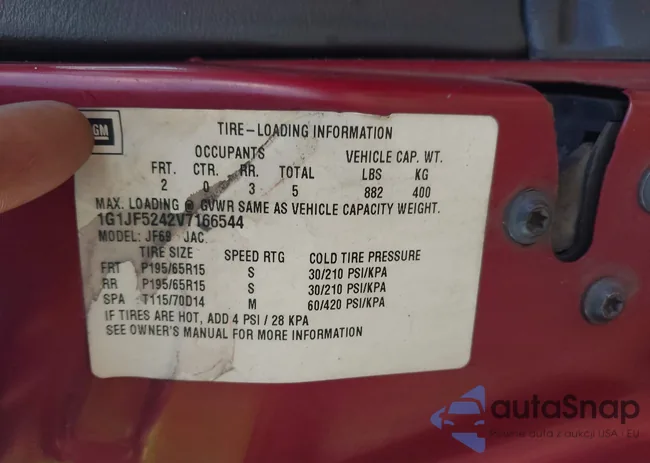 GM
TIRE-LOADING INFORMATION
OCCUPANTS VEHICLE CAP. WT.
FRT. CTR. RR. TOTAL LBS KG
2 0 3 5 882 400
MAX. LOADING @ GVWR SAME AS VEHICLE CAPACITY WEIGHT.
1G1JF5242V7166544
MODEL: JF69 JAC.
TIRE SIZE SPEED RTG COLD TIRE PRESSURE
FRT P195/65R15 S 30/210 PSI/KPA
RR P195/65R15 S 30/210 PSI/KPA
SPA T115/70D14 M 60/420 PSI/KPA
IF TIRES ARE HOT, ADD 4 PSI / 28 KPA
SEE OWNER'S MANUAL FOR MORE INFORMATION
autaSnap
auta z aukcji USA · EU